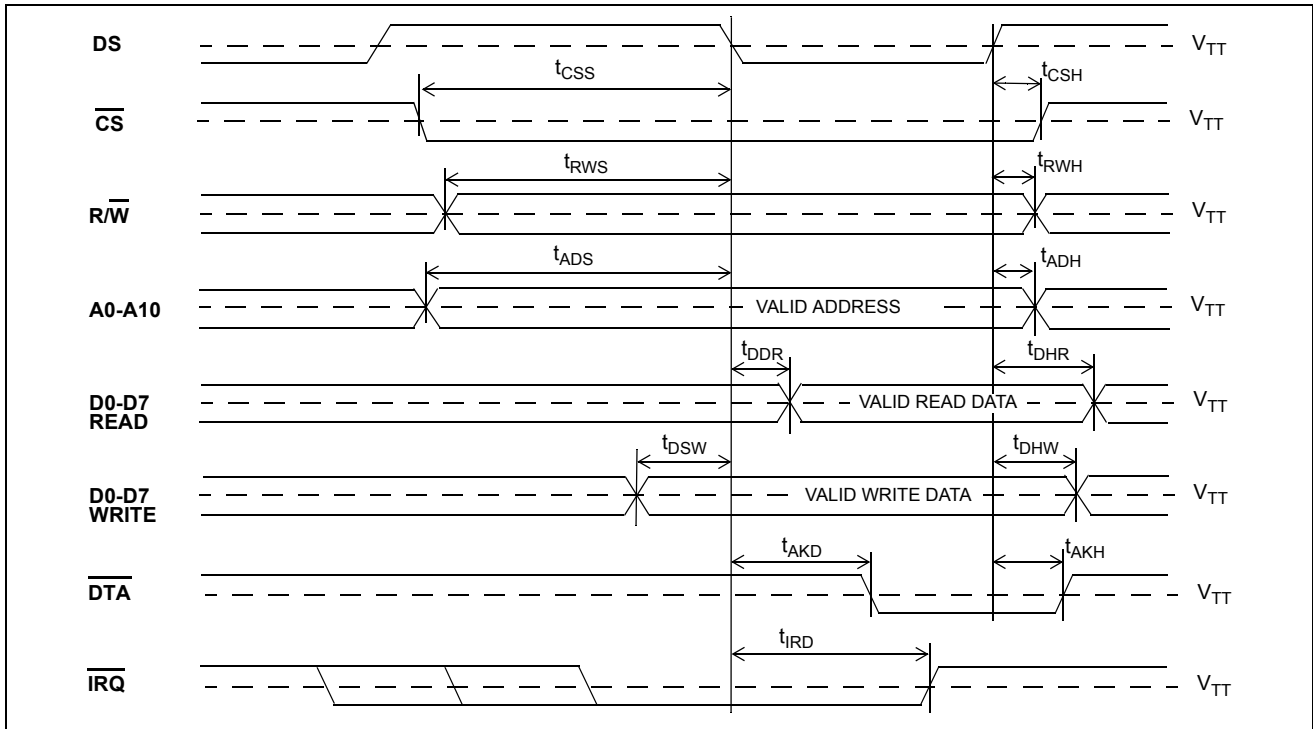 DS VTT
tCSS tCSH
CS VTT
tRWS tRWH
R/W VTT
tADS tADH
A0-A10 VALID ADDRESS VTT
tDDR tDHR
D0-D7 VALID READ DATA VTT
READ
tDSW tDHW
D0-D7 VALID WRITE DATA VTT
WRITE
tAKD tAKH
DTA VTT
tIRD
IRQ VTT